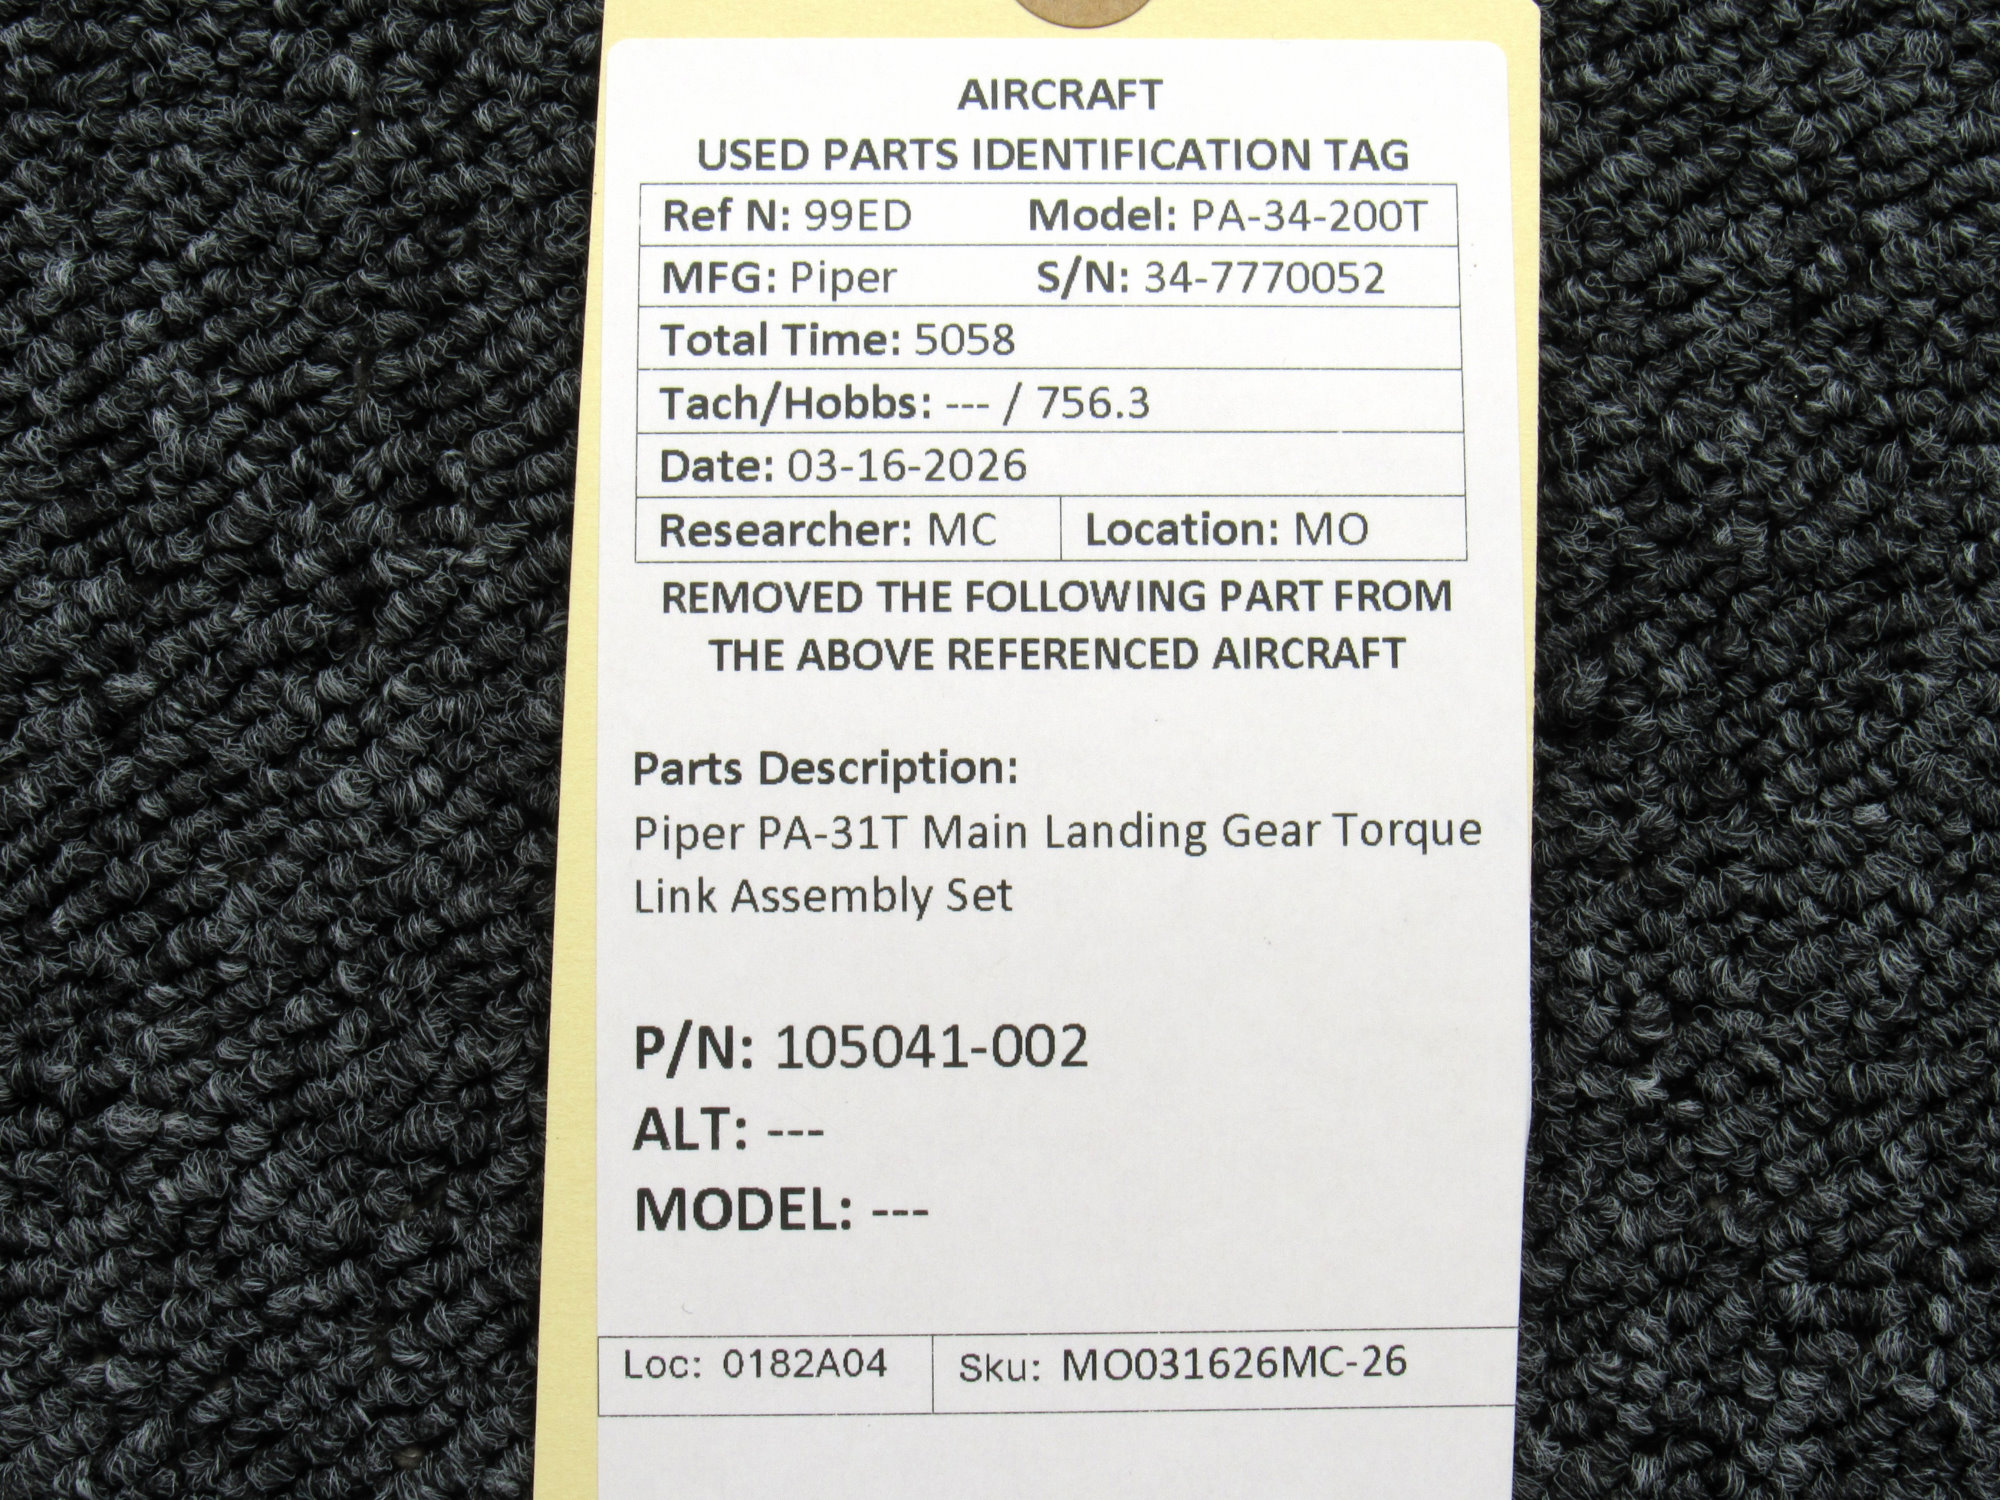 AIRCRAFT
USED PARTS IDENTIFICATION TAG
Ref N: 99ED Model: PA-34-200T
MFG: Piper S/N: 34-7770052
Total Time: 5058
Tach/Hobbs: --- / 756.3
Date: 03-16-2026
Researcher: MC Location: MO
REMOVED THE FOLLOWING PART FROM
THE ABOVE REFERENCED AIRCRAFT
Parts Description:
Piper PA-31T Main Landing Gear Torque
Link Assembly Set
P/N: 105041-002
ALT: ---
MODEL: ---
Loc: 0182A04 Sku: MO031626MC-26